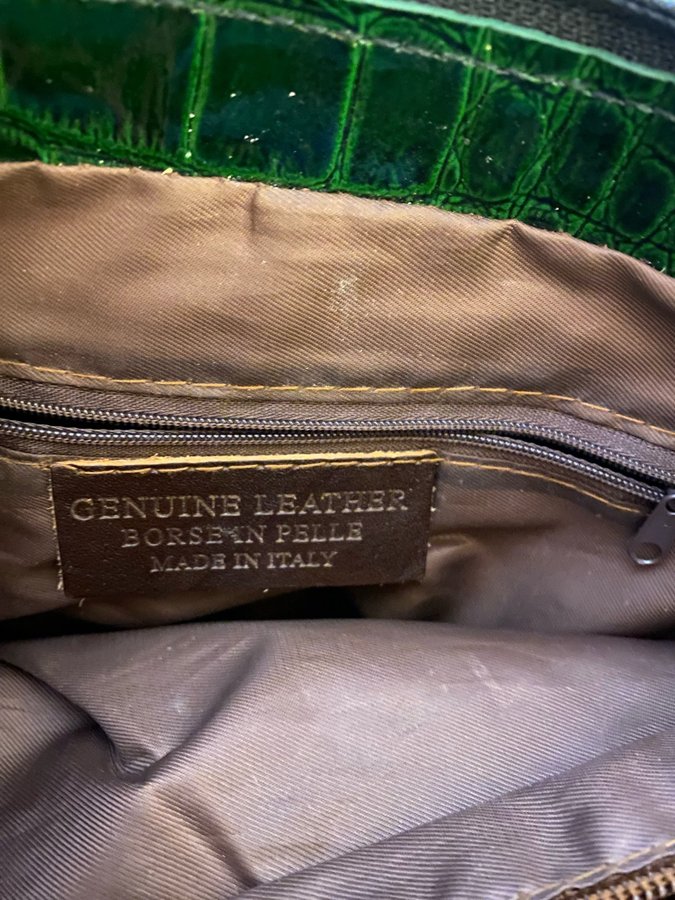 GENUINE LEATHER
BORSE IN PELLE
MADE IN ITALY